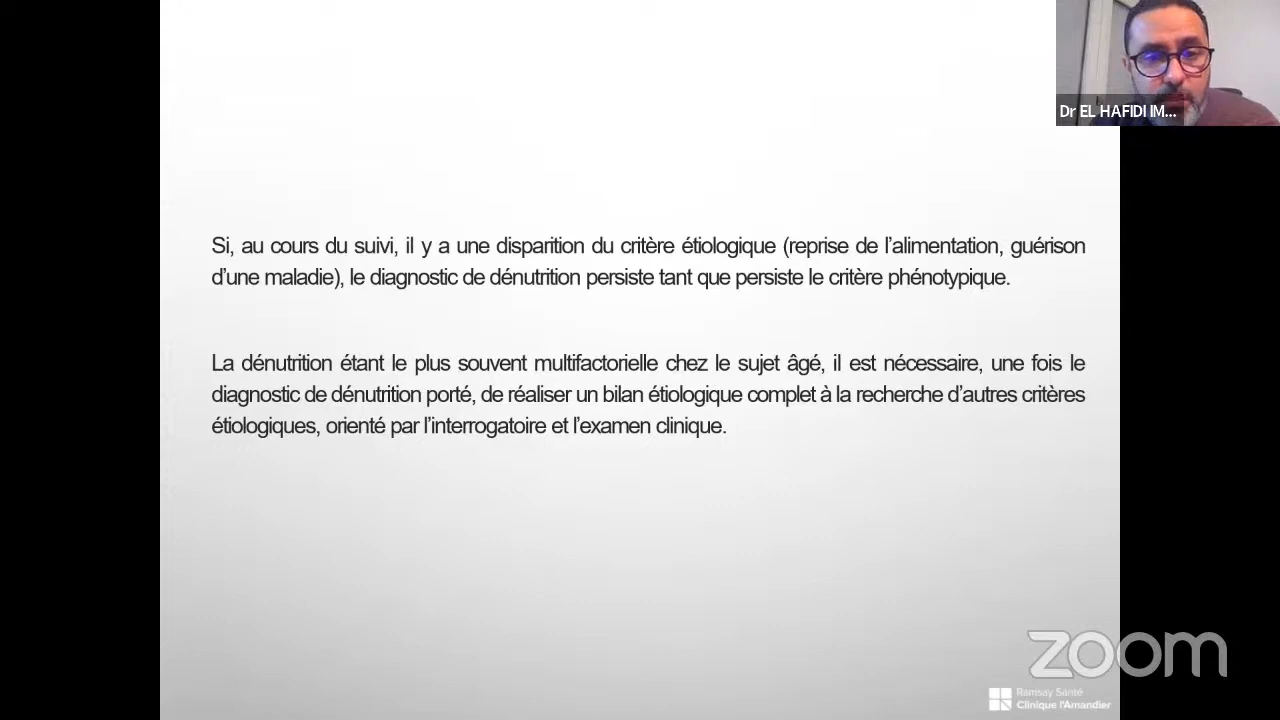 Dr EL HAFIDI IM...
Si, au cours du suivi, il y a une disparition du critère étiologique (reprise de l’alimentation, guérison
d’une maladie), le diagnostic de dénutrition persiste tant que persiste le critère phénotypique.
La dénutrition étant le plus souvent multifactorielle chez le sujet âgé, il est nécessaire, une fois le
diagnostic de dénutrition porté, de réaliser un bilan étiologique complet à la recherche d’autres critères
étiologiques, orienté par l’interrogatoire et l’examen clinique.
zoom
Ramsay Santé
Clinique l'Amandier